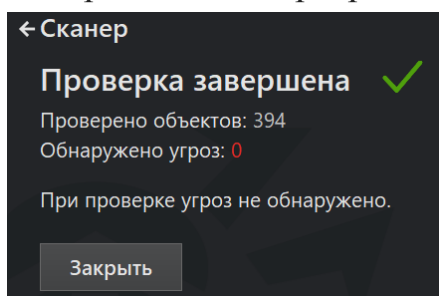 Сканер
Проверка завершена
Проверено объектов: 394
Обнаружено угроз: 0
При проверке угроз не обнаружено.
Закрыть